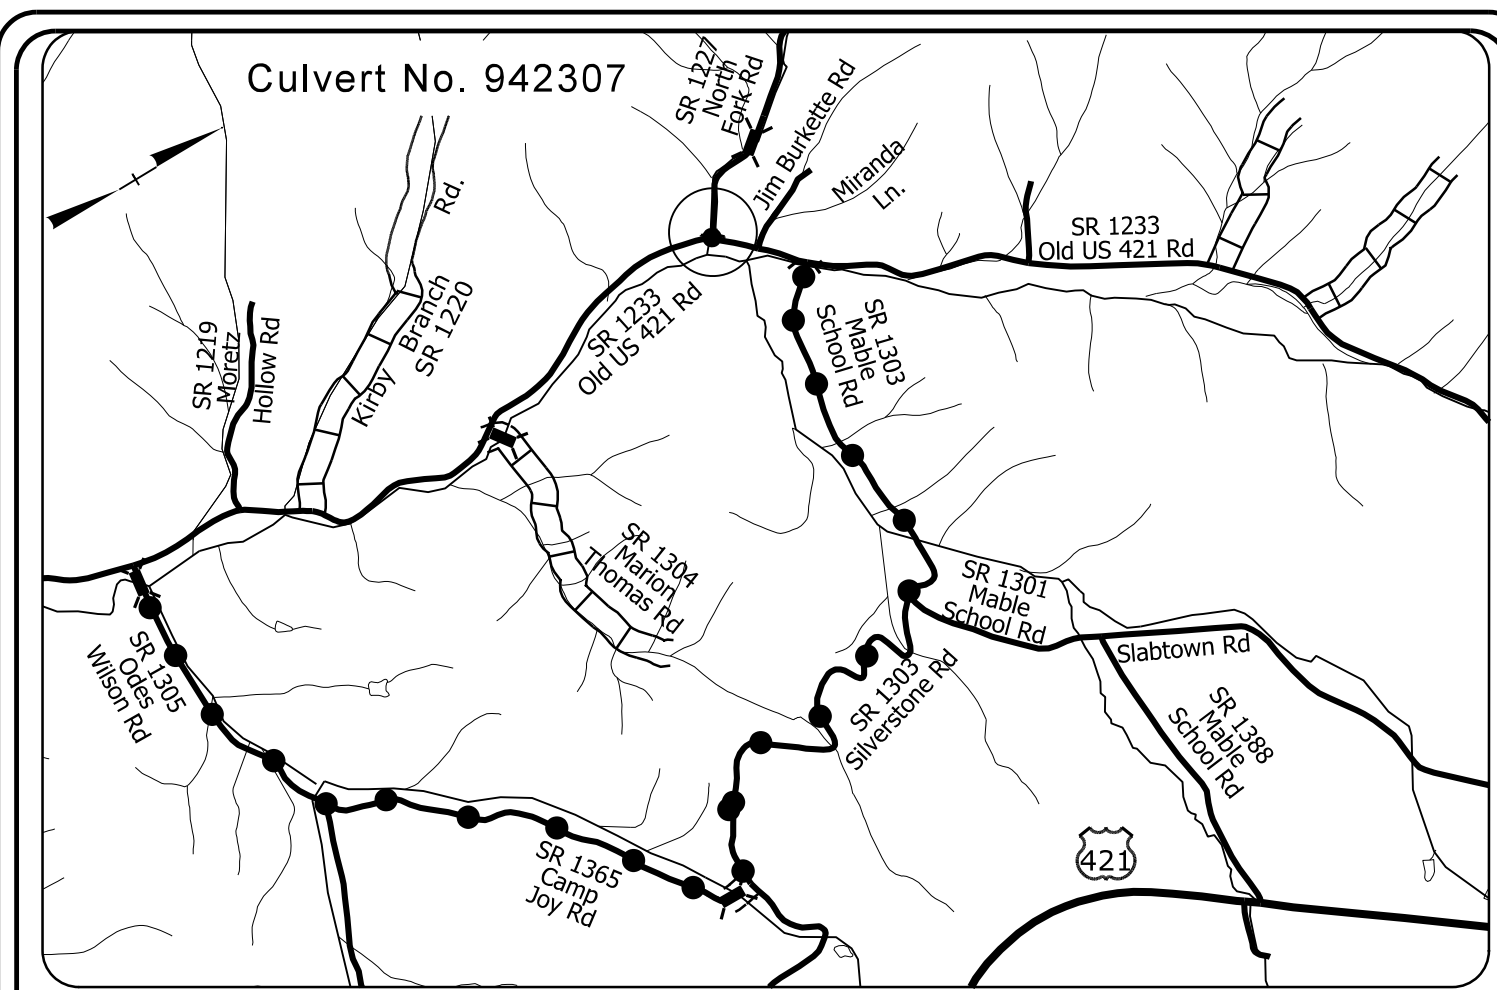 Culvert No. 942307
SR 1227
North
Fork Rd
Jim Burkette Rd
Miranda
Ln.
SR 1233
Old US 421 Rd
Kirby Branch Rd.
SR 1220
SR 1219
Moretz
Hollow Rd
SR 1233
Old US 421 Rd
SR 1303
Mable
School Rd
SR 1304
Marion
Thomas Rd
SR 1301
Mable
School Rd
Slabtown Rd
SR 1305
Odes
Wilson Rd
SR 1303
Silverstone Rd
SR 1388
Mable
School Rd
421
SR 1365
Camp
Joy Rd